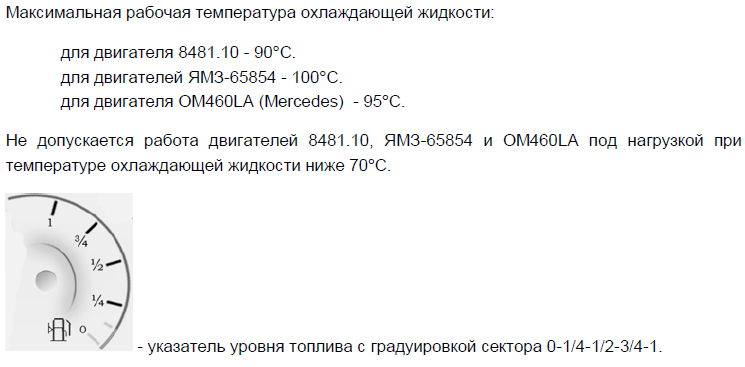 Максимальная рабочая температура охлаждающей жидкости:
для двигателя 8481.10 - 90°С.
для двигателей ЯМЗ-65854 - 100°С.
для двигателя OM460LA (Mercedes)  - 95°С.
Не допускается работа двигателей 8481.10, ЯМЗ-65854 и OM460LA под нагрузкой при
температуре охлаждающей жидкости ниже 70°С.
1
¾
½
¼
0
- указатель уровня топлива с градуировкой сектора 0-1/4-1/2-3/4-1.